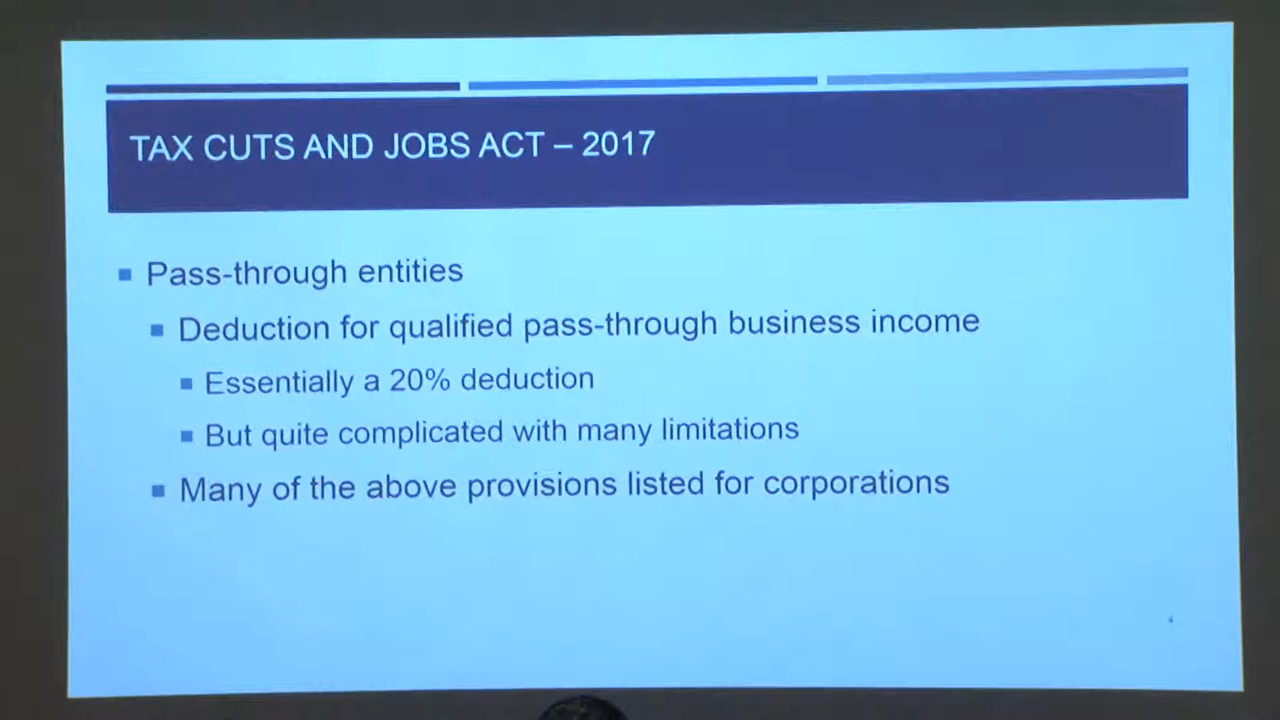 TAX CUTS AND JOBS ACT – 2017
Pass-through entities
Deduction for qualified pass-through business income
Essentially a 20% deduction
But quite complicated with many limitations
Many of the above provisions listed for corporations
4